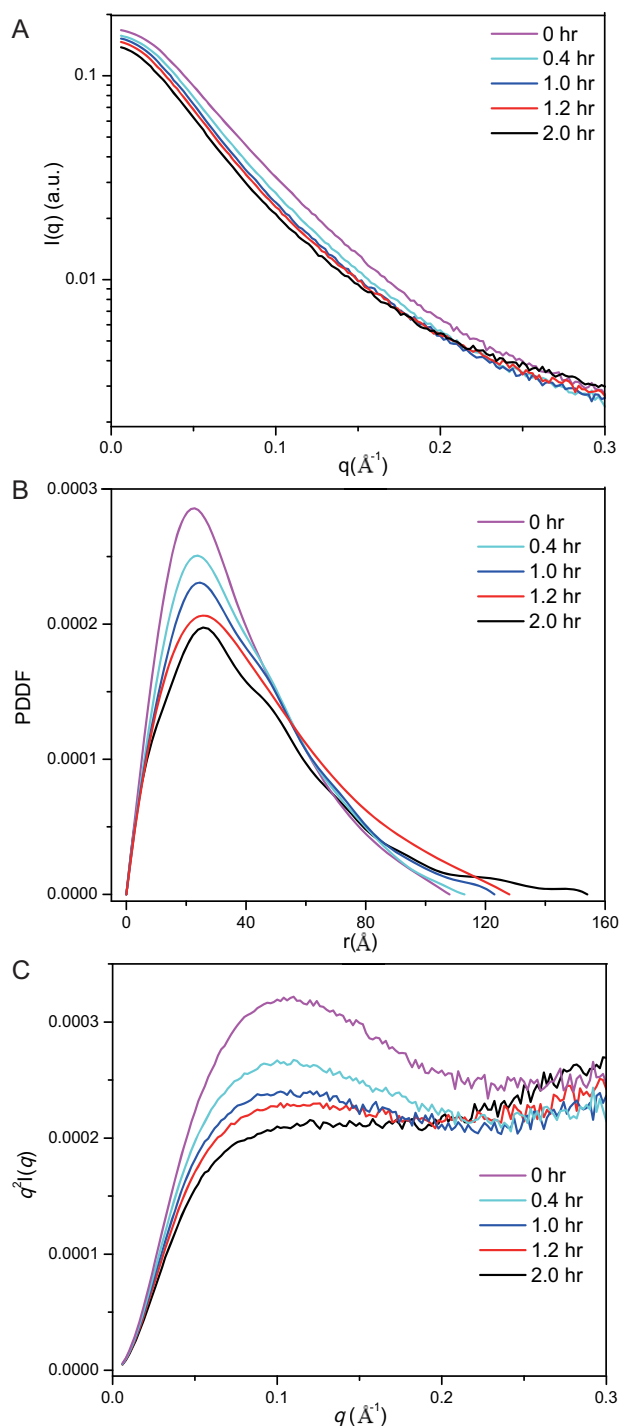 A
0.1
0.01
I(q) (a.u.)
0 hr
0.4 hr
1.0 hr
1.2 hr
2.0 hr
0.0
0.1
0.2
0.3
q(Å-1)
B
0.0003
0.0002
0.0001
0.0000
PDDF
0 hr
0.4 hr
1.0 hr
1.2 hr
2.0 hr
0
40
80
120
160
r(Å)
C
0.0003
0.0002
0.0001
0.0000
q2I(q)
0 hr
0.4 hr
1.0 hr
1.2 hr
2.0 hr
0.0
0.1
0.2
0.3
q(Å-1)